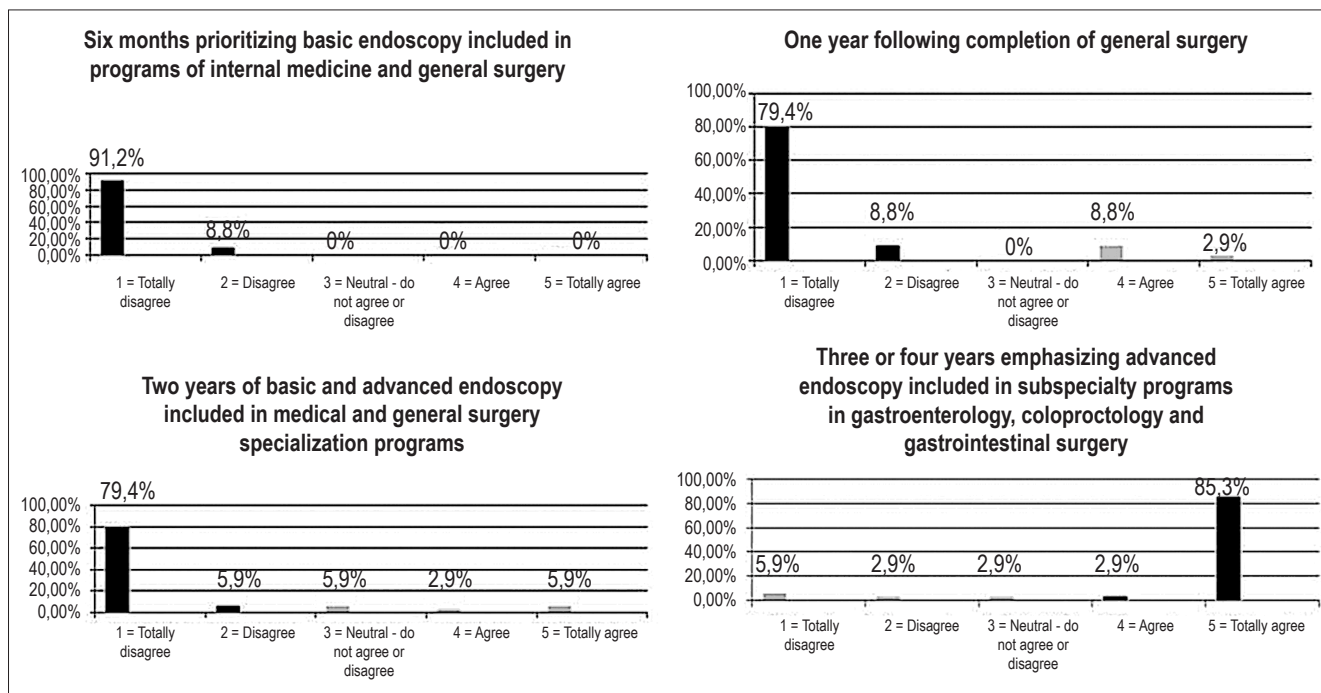 Six months prioritizing basic endoscopy included in
programs of internal medicine and general surgery
91,2%
100,00%
80,00%
60,00%
40,00%
20,00%
0,00%
8,8%
0%
0%
0%
1 = Totally
disagree
2 = Disagree
3 = Neutral - do
not agree or
disagree
4 = Agree
5 = Totally agree
One year following completion of general surgery
100,00%
80,00%
60,00%
40,00%
20,00%
0,00%
79,4%
8,8%
0%
8,8%
2,9%
1 = Totally
disagree
2 = Disagree
3 = Neutral - do
not agree or
disagree
4 = Agree
5 = Totally agree
Two years of basic and advanced endoscopy
included in medical and general surgery
specialization programs
79,4%
100,00%
80,00%
60,00%
40,00%
20,00%
0,00%
5,9%
5,9%
2,9%
5,9%
1 = Totally
disagree
2 = Disagree
3 = Neutral - do
not agree or
disagree
4 = Agree
5 = Totally agree
Three or four years emphasizing advanced
endoscopy included in subspecialty programs
in gastroenterology, coloproctology and
gastrointestinal surgery
100,00%
80,00%
60,00%
40,00%
20,00%
0,00%
5,9%
2,9%
2,9%
2,9%
85,3%
1 = Totally
disagree
2 = Disagree
3 = Neutral - do
not agree or
disagree
4 = Agree
5 = Totally agree